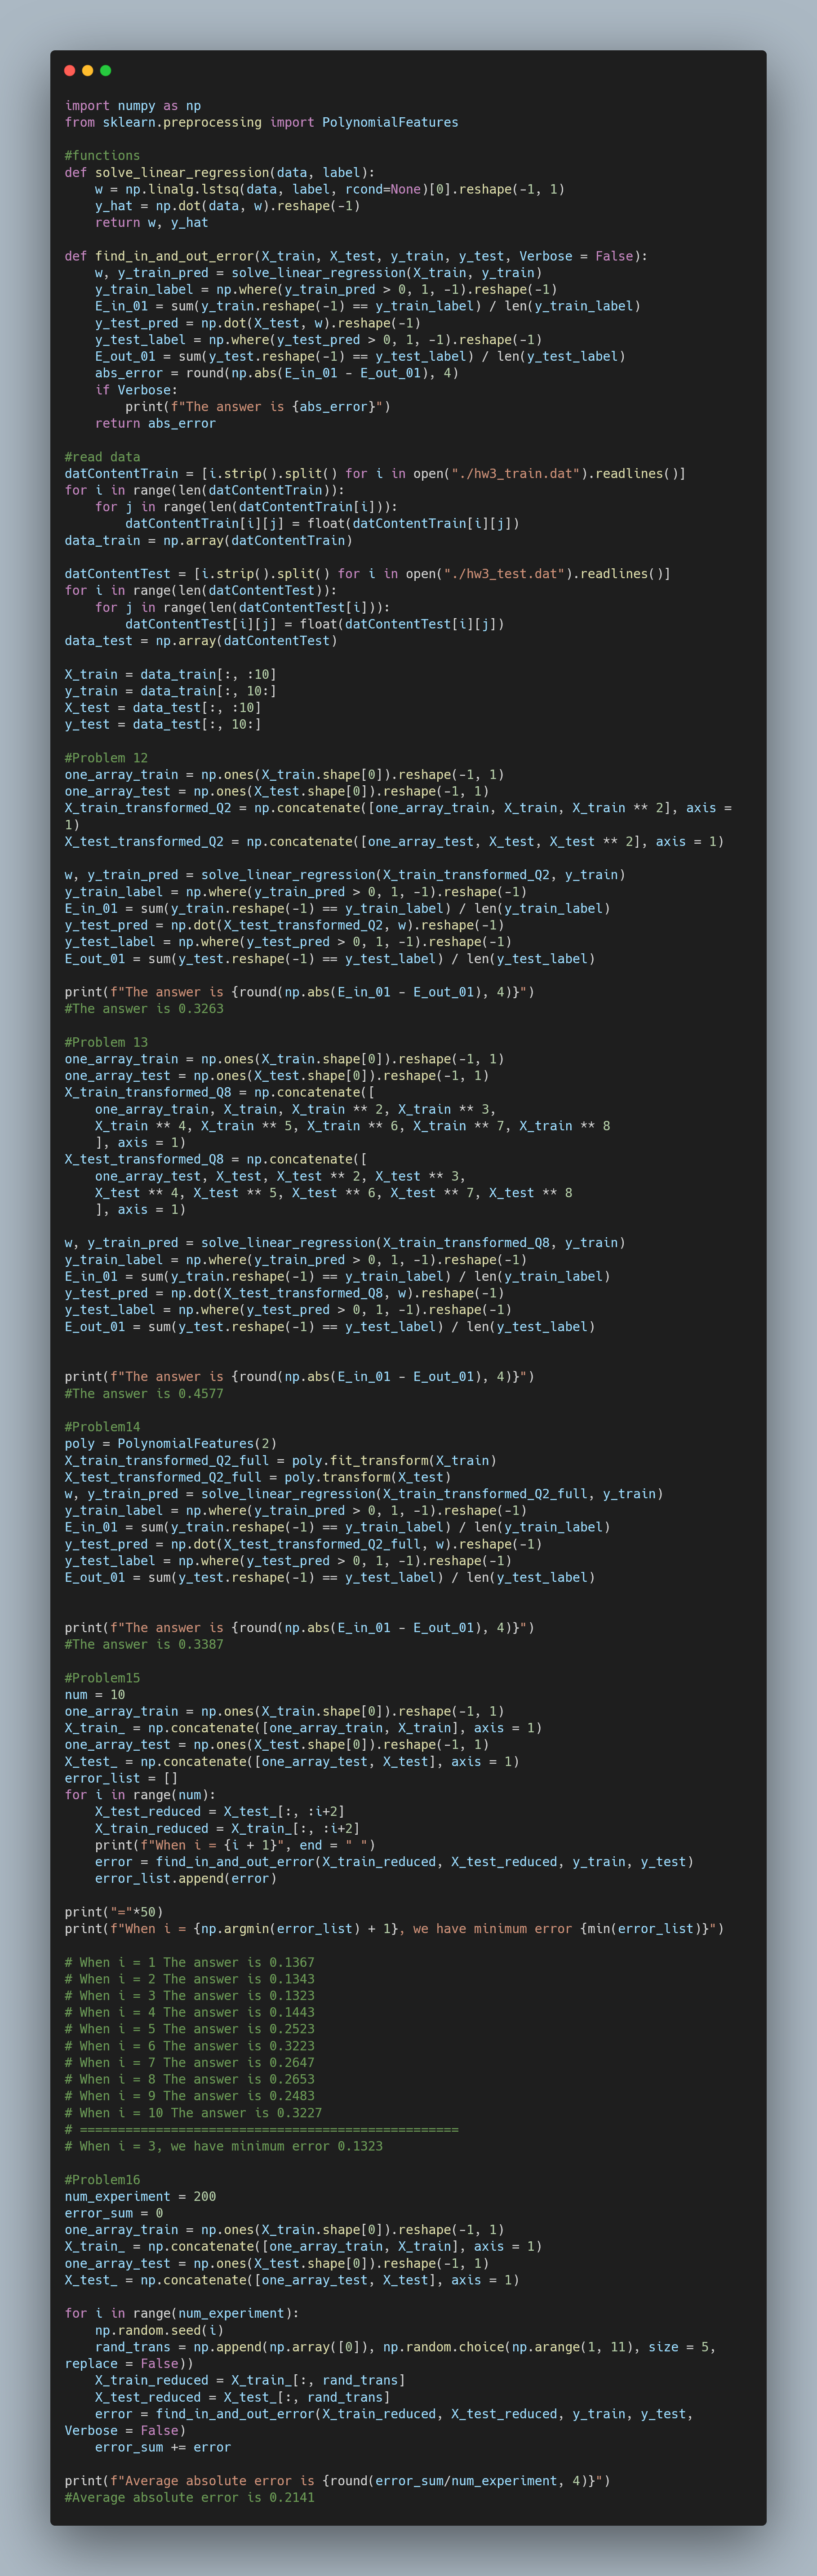 import numpy as np
from sklearn.preprocessing import PolynomialFeatures

#functions
def solve_linear_regression(data, label):
    w = np.linalg.lstsq(data, label, rcond=None)[0].reshape(-1, 1)
    y_hat = np.dot(data, w).reshape(-1)
    return w, y_hat

def find_in_and_out_error(X_train, X_test, y_train, y_test, Verbose = False):
    w, y_train_pred = solve_linear_regression(X_train, y_train)
    y_train_label = np.where(y_train_pred > 0, 1, -1).reshape(-1)
    E_in_01 = sum(y_train.reshape(-1) == y_train_label) / len(y_train_label)
    y_test_pred = np.dot(X_test, w).reshape(-1)
    y_test_label = np.where(y_test_pred > 0, 1, -1).reshape(-1)
    E_out_01 = sum(y_test.reshape(-1) == y_test_label) / len(y_test_label)
    abs_error = round(np.abs(E_in_01 - E_out_01), 4)
    if Verbose:
        print(f"The answer is {abs_error}")
    return abs_error

#read data
datContentTrain = [i.strip().split() for i in open("./hw3_train.dat").readlines()]
for i in range(len(datContentTrain)):
    for j in range(len(datContentTrain[i])):
        datContentTrain[i][j] = float(datContentTrain[i][j])
data_train = np.array(datContentTrain)

datContentTest = [i.strip().split() for i in open("./hw3_test.dat").readlines()]
for i in range(len(datContentTest)):
    for j in range(len(datContentTest[i])):
        datContentTest[i][j] = float(datContentTest[i][j])
data_test = np.array(datContentTest)

X_train = data_train[:, :10]
y_train = data_train[:, 10:]
X_test = data_test[:, :10]
y_test = data_test[:, 10:]

#Problem 12
one_array_train = np.ones(X_train.shape[0]).reshape(-1, 1)
one_array_test = np.ones(X_test.shape[0]).reshape(-1, 1)
X_train_transformed_Q2 = np.concatenate([one_array_train, X_train, X_train ** 2], axis =
1)
X_test_transformed_Q2 = np.concatenate([one_array_test, X_test, X_test ** 2], axis = 1)

w, y_train_pred = solve_linear_regression(X_train_transformed_Q2, y_train)
y_train_label = np.where(y_train_pred > 0, 1, -1).reshape(-1)
E_in_01 = sum(y_train.reshape(-1) == y_train_label) / len(y_train_label)
y_test_pred = np.dot(X_test_transformed_Q2, w).reshape(-1)
y_test_label = np.where(y_test_pred > 0, 1, -1).reshape(-1)
E_out_01 = sum(y_test.reshape(-1) == y_test_label) / len(y_test_label)

print(f"The answer is {round(np.abs(E_in_01 - E_out_01), 4)}")
#The answer is 0.3263

#Problem 13
one_array_train = np.ones(X_train.shape[0]).reshape(-1, 1)
one_array_test = np.ones(X_test.shape[0]).reshape(-1, 1)
X_train_transformed_Q8 = np.concatenate([
    one_array_train, X_train, X_train ** 2, X_train ** 3,
    X_train ** 4, X_train ** 5, X_train ** 6, X_train ** 7, X_train ** 8
    ], axis = 1)
X_test_transformed_Q8 = np.concatenate([
    one_array_test, X_test, X_test ** 2, X_test ** 3,
    X_test ** 4, X_test ** 5, X_test ** 6, X_test ** 7, X_test ** 8
    ], axis = 1)

w, y_train_pred = solve_linear_regression(X_train_transformed_Q8, y_train)
y_train_label = np.where(y_train_pred > 0, 1, -1).reshape(-1)
E_in_01 = sum(y_train.reshape(-1) == y_train_label) / len(y_train_label)
y_test_pred = np.dot(X_test_transformed_Q8, w).reshape(-1)
y_test_label = np.where(y_test_pred > 0, 1, -1).reshape(-1)
E_out_01 = sum(y_test.reshape(-1) == y_test_label) / len(y_test_label)


print(f"The answer is {round(np.abs(E_in_01 - E_out_01), 4)}")
#The answer is 0.4577

#Problem14
poly = PolynomialFeatures(2)
X_train_transformed_Q2_full = poly.fit_transform(X_train)
X_test_transformed_Q2_full = poly.transform(X_test)
w, y_train_pred = solve_linear_regression(X_train_transformed_Q2_full, y_train)
y_train_label = np.where(y_train_pred > 0, 1, -1).reshape(-1)
E_in_01 = sum(y_train.reshape(-1) == y_train_label) / len(y_train_label)
y_test_pred = np.dot(X_test_transformed_Q2_full, w).reshape(-1)
y_test_label = np.where(y_test_pred > 0, 1, -1).reshape(-1)
E_out_01 = sum(y_test.reshape(-1) == y_test_label) / len(y_test_label)


print(f"The answer is {round(np.abs(E_in_01 - E_out_01), 4)}")
#The answer is 0.3387

#Problem15
num = 10
one_array_train = np.ones(X_train.shape[0]).reshape(-1, 1)
X_train_ = np.concatenate([one_array_train, X_train], axis = 1)
one_array_test = np.ones(X_test.shape[0]).reshape(-1, 1)
X_test_ = np.concatenate([one_array_test, X_test], axis = 1)
error_list = []
for i in range(num):
    X_test_reduced = X_test_[:, :i+2]
    X_train_reduced = X_train_[:, :i+2]
    print(f"When i = {i + 1}", end = " ")
    error = find_in_and_out_error(X_train_reduced, X_test_reduced, y_train, y_test)
    error_list.append(error)

print("="*50)
print(f"When i = {np.argmin(error_list) + 1}, we have minimum error {min(error_list)}")

# When i = 1 The answer is 0.1367
# When i = 2 The answer is 0.1343
# When i = 3 The answer is 0.1323
# When i = 4 The answer is 0.1443
# When i = 5 The answer is 0.2523
# When i = 6 The answer is 0.3223
# When i = 7 The answer is 0.2647
# When i = 8 The answer is 0.2653
# When i = 9 The answer is 0.2483
# When i = 10 The answer is 0.3227
# ==================================================
# When i = 3, we have minimum error 0.1323

#Problem16
num_experiment = 200
error_sum = 0
one_array_train = np.ones(X_train.shape[0]).reshape(-1, 1)
X_train_ = np.concatenate([one_array_train, X_train], axis = 1)
one_array_test = np.ones(X_test.shape[0]).reshape(-1, 1)
X_test_ = np.concatenate([one_array_test, X_test], axis = 1)

for i in range(num_experiment):
    np.random.seed(i)
    rand_trans = np.append(np.array([0]), np.random.choice(np.arange(1, 11), size = 5,
replace = False))
    X_train_reduced = X_train_[:, rand_trans]
    X_test_reduced = X_test_[:, rand_trans]
    error = find_in_and_out_error(X_train_reduced, X_test_reduced, y_train, y_test,
Verbose = False)
    error_sum += error

print(f"Average absolute error is {round(error_sum/num_experiment, 4)}")
#Average absolute error is 0.2141